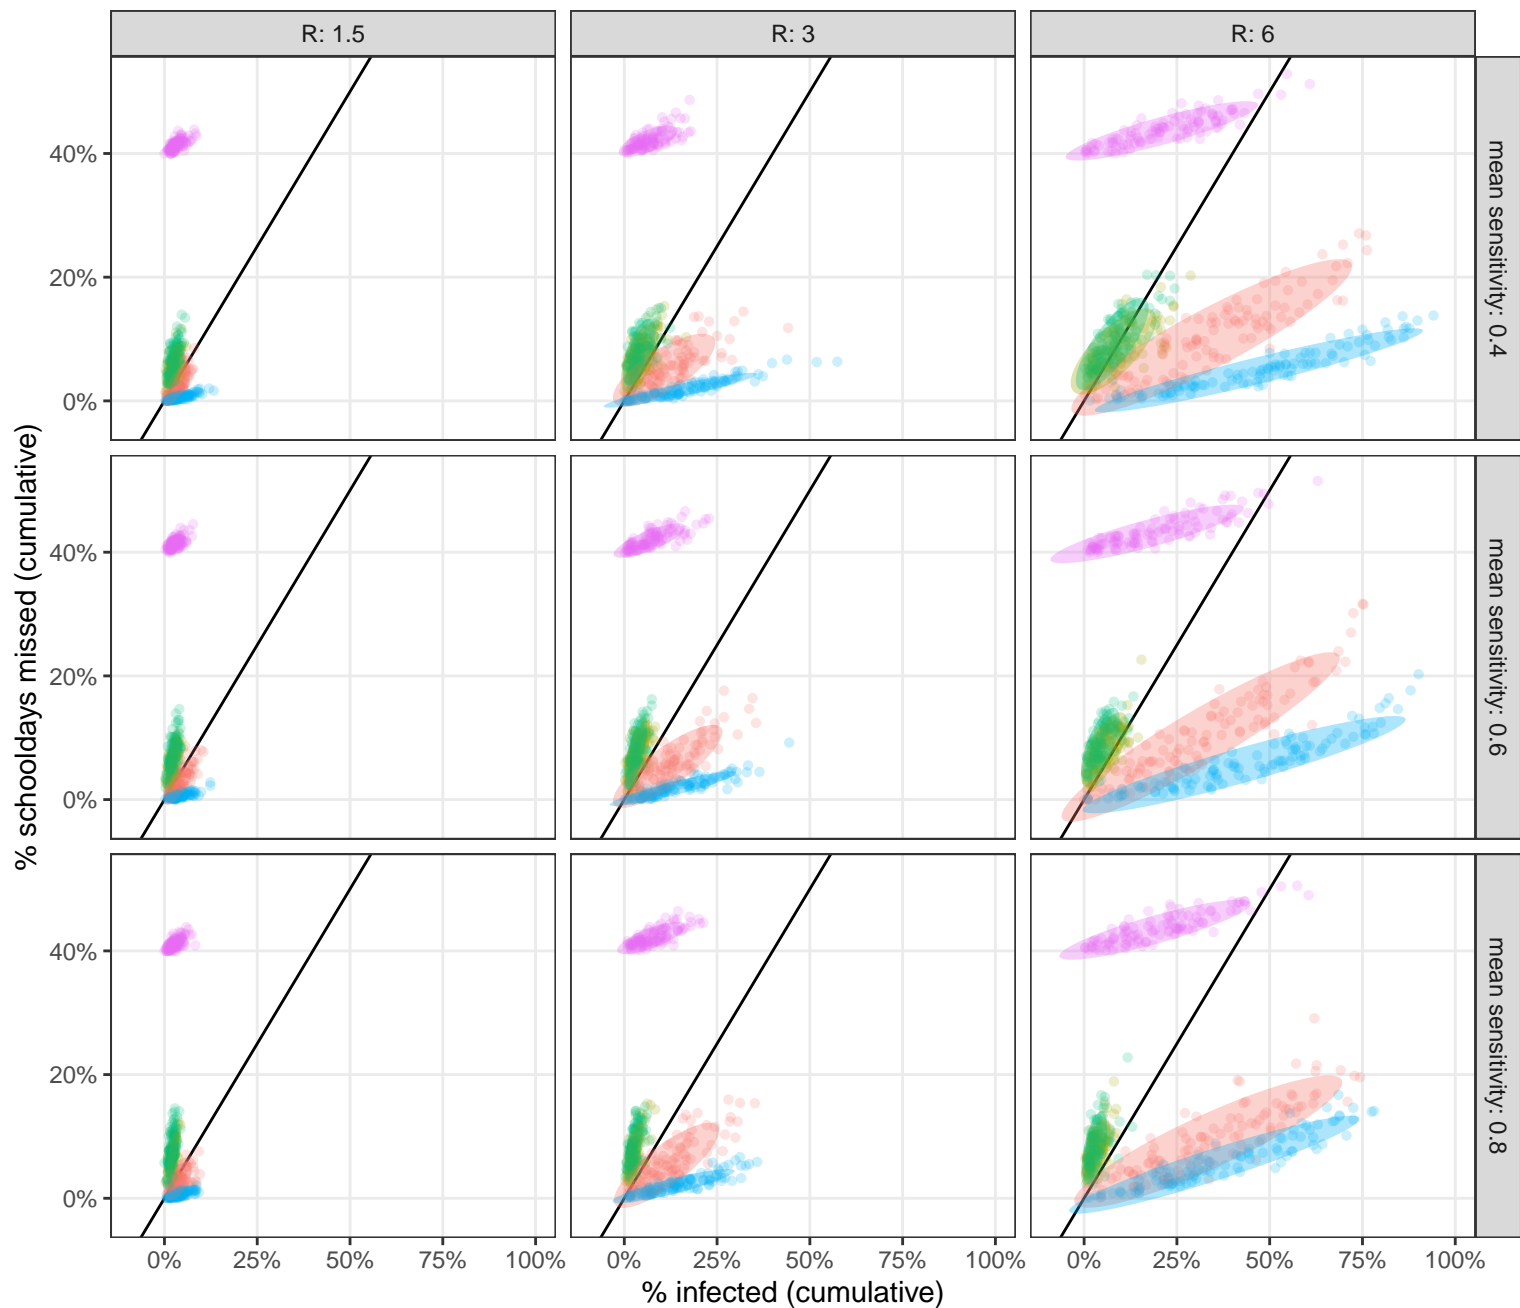 R: 1.5
R: 3
R: 6
40%
20%
0%
mean sensitivity: 0.4
40%
20%
0%
mean sensitivity: 0.6
40%
20%
0%
mean sensitivity: 0.8
% schooldays missed (cumulative)
0% 25% 50% 75% 100%
0% 25% 50% 75% 100%
0% 25% 50% 75% 100%
% infected (cumulative)